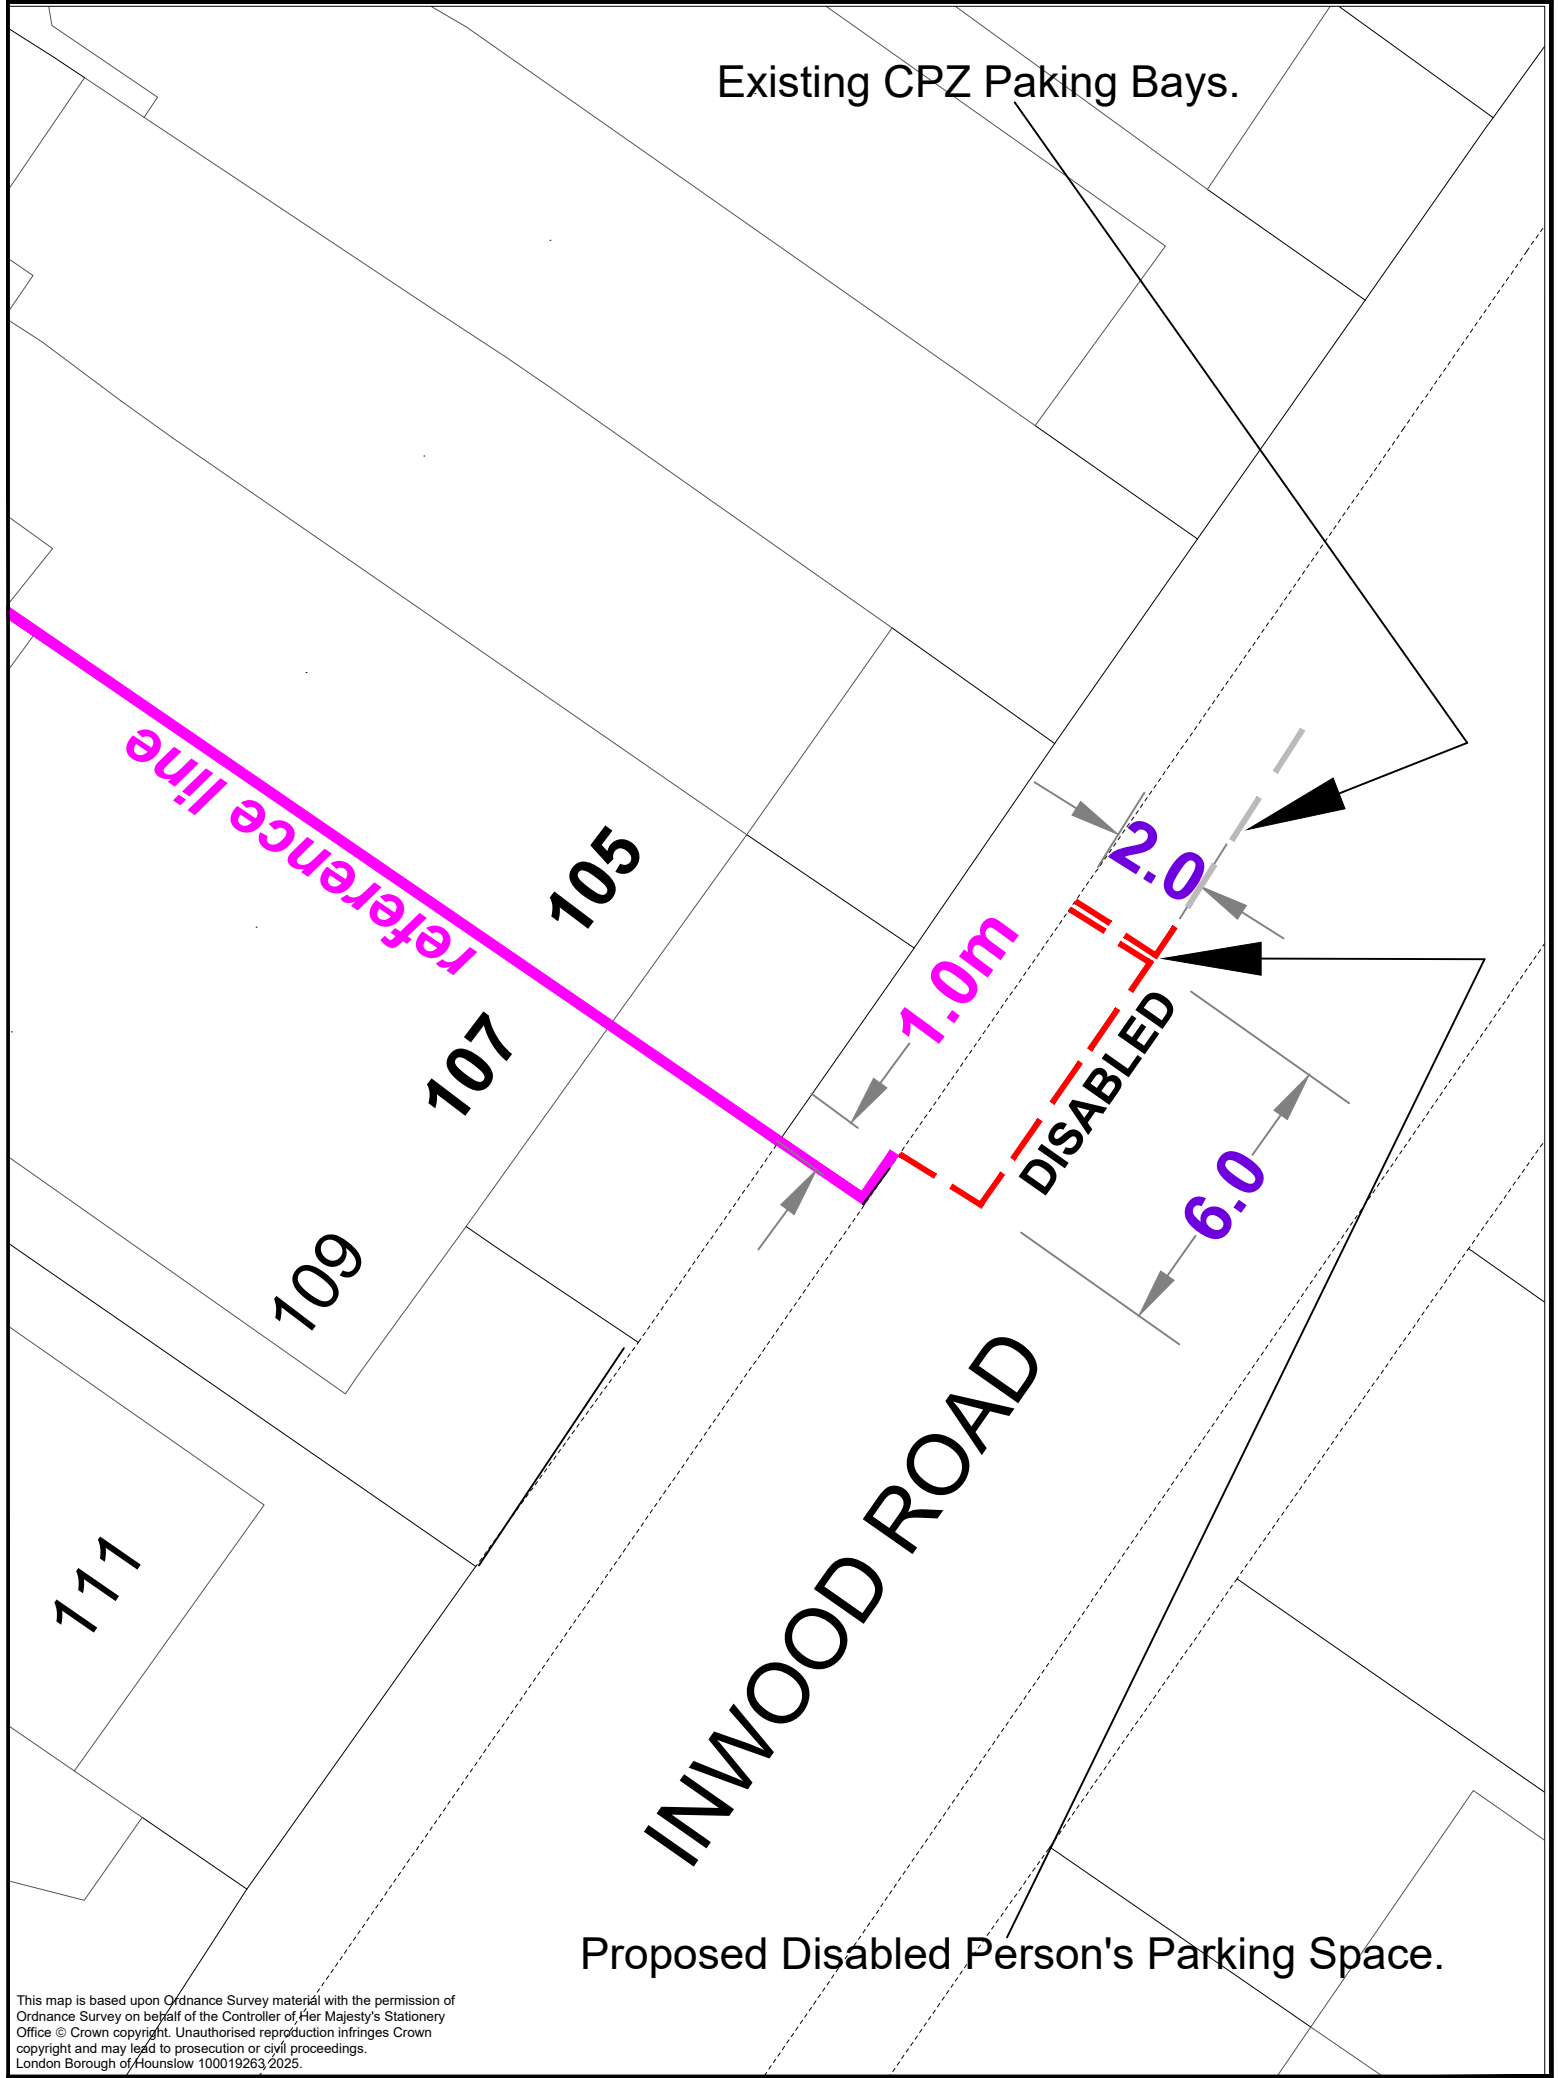 Existing CPZ Paking Bays.
reference line
105
2.0
1.0m
107
DISABLED
6.0
109
111
INWOOD ROAD
Proposed Disabled Person's Parking Space.
This map is based upon Ordnance Survey material with the permission of
Ordnance Survey on behalf of the Controller of Her Majesty's Stationery
Office © Crown copyright. Unauthorised reproduction infringes Crown
copyright and may lead to prosecution or civil proceedings.
London Borough of Hounslow 100019263 2025.